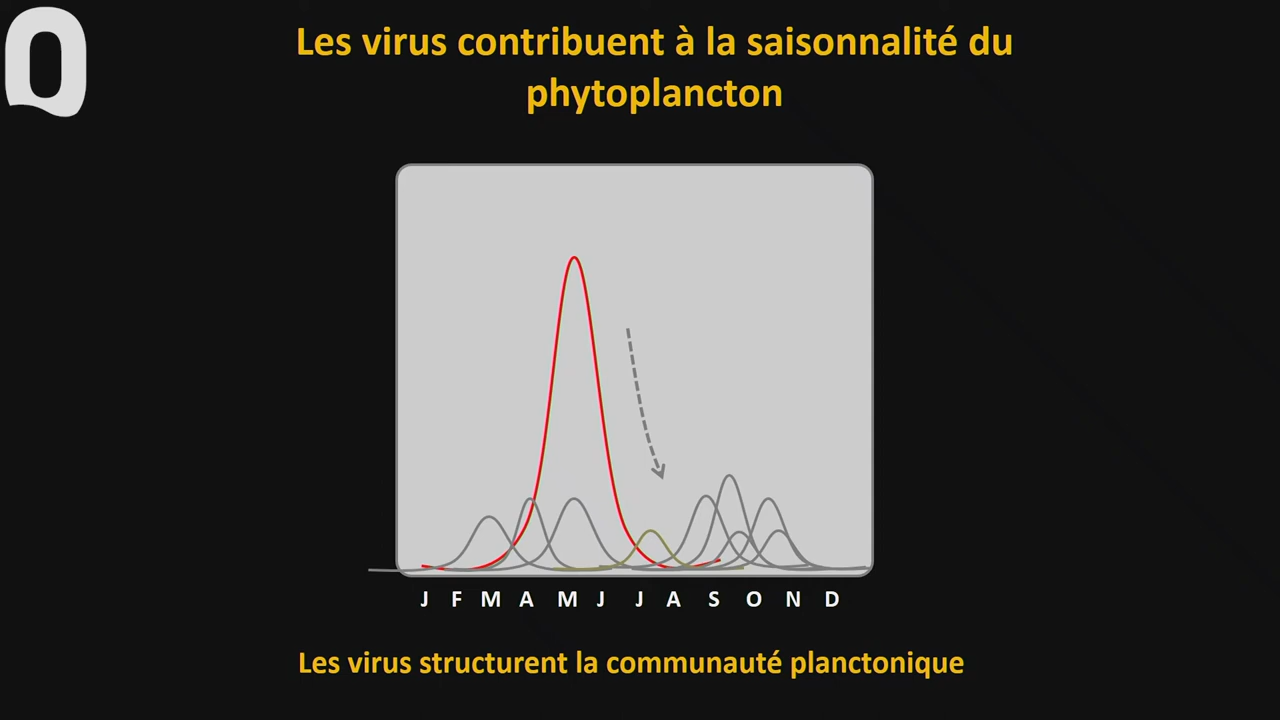 Q
Les virus contribuent à la saisonnalité du
phytoplancton
J F M A M J J A S O N D
Les virus structurent la communauté planctonique